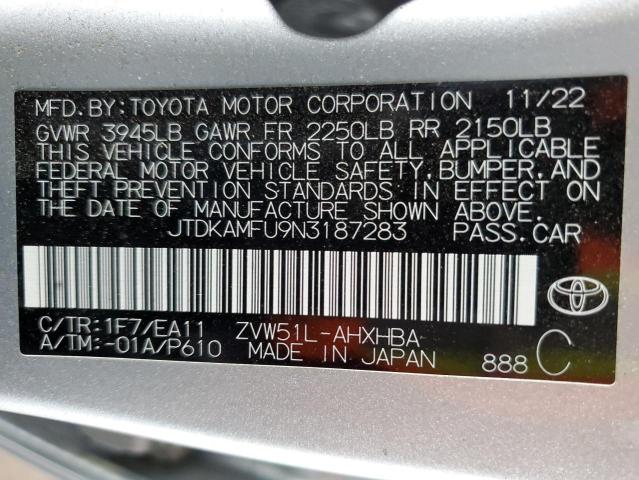 MFD.BY:TOYOTA MOTOR CORPORATION 11/22
GVWR 3945LB GAWR FR 2250LB RR 2150LB
THIS VEHICLE CONFORMS TO ALL APPLICABLE
FEDERAL MOTOR VEHICLE SAFETY,BUMPER,AND
THEFT PREVENTION STANDARDS IN EFFECT ON
THE DATE OF MANUFACTURE SHOWN ABOVE.
JTDKAMFU9N3187283 PASS.CAR
C/TR:1F7/EA11 ZVW51L-AHXHBA
A/TM:-01A/P610 MADE IN JAPAN 888 C